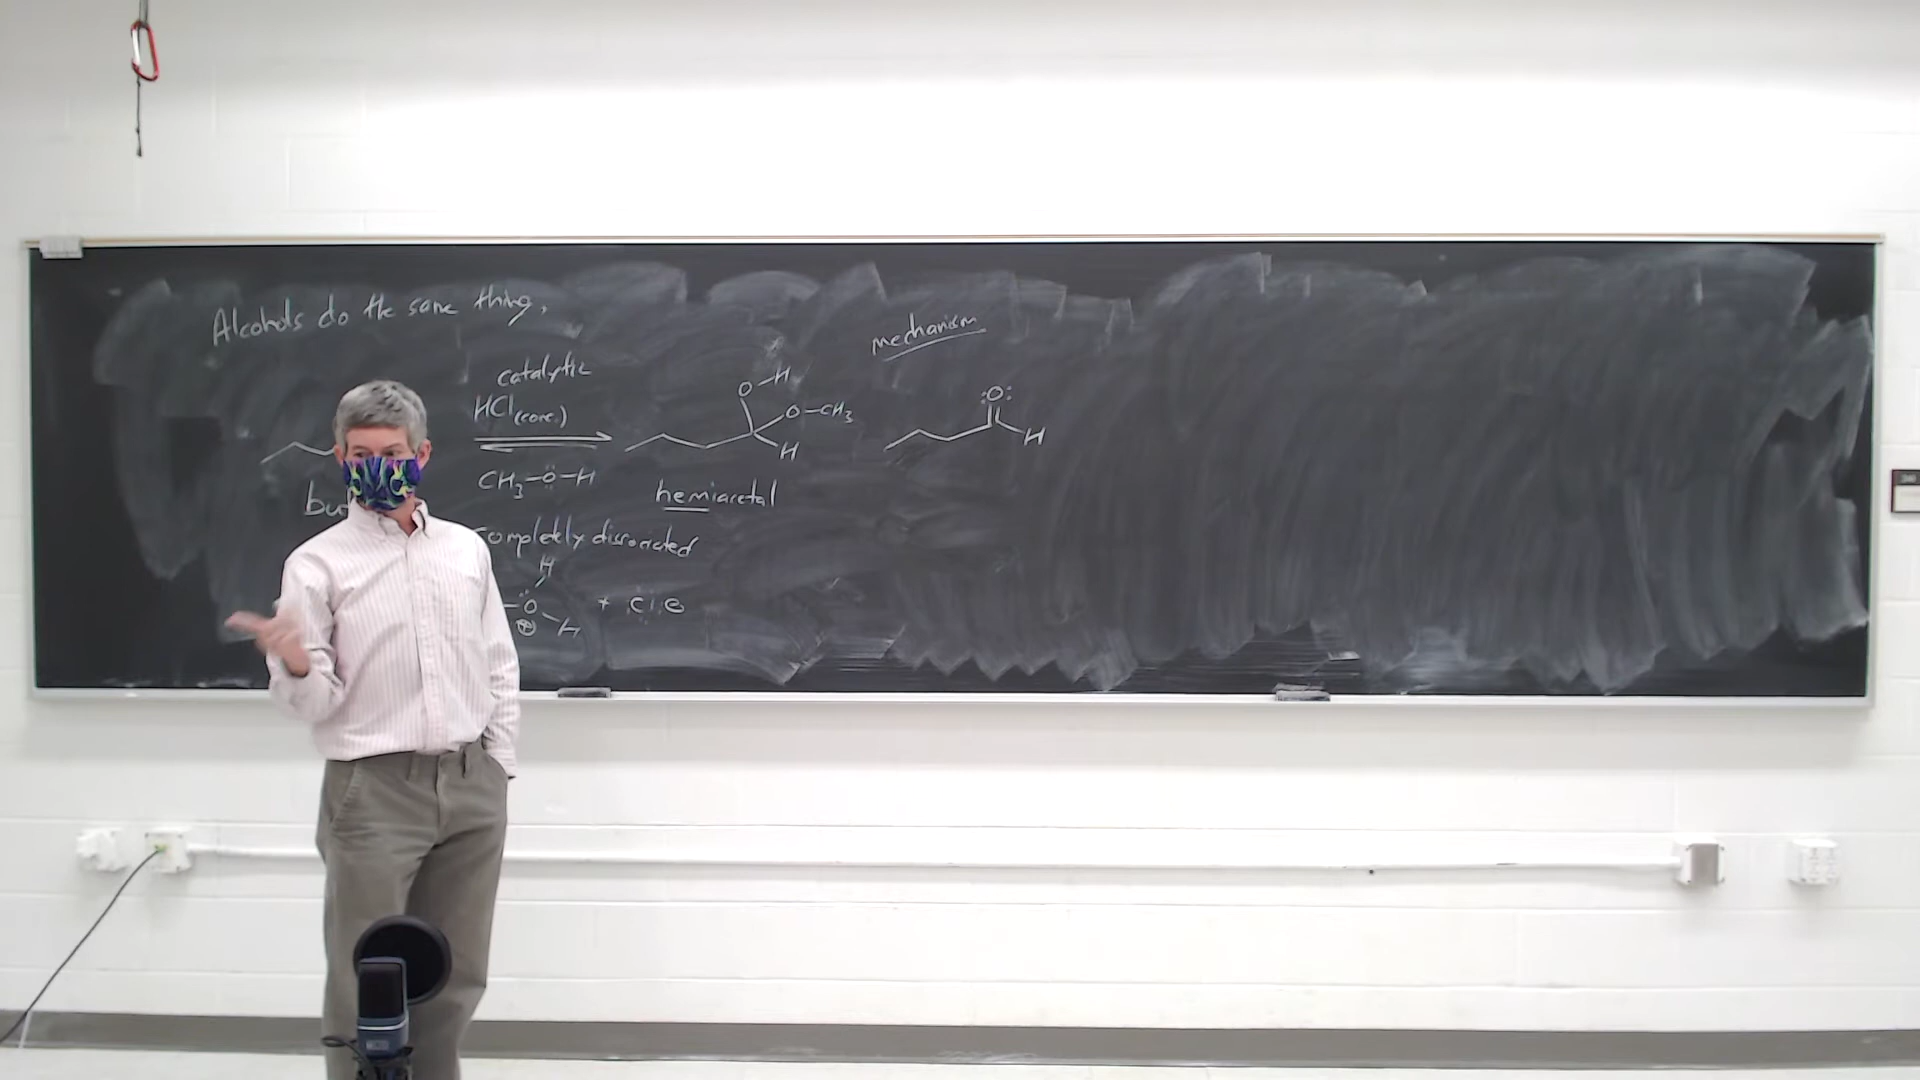 Alcohols do the same thing,
mechanism
catalytic
HCl (conc.)
O-H
O-CH3
H
:O:
H
CH3-O-H
hemiacetal
completely dissociated
H
O
⊕
H
+ Cl⊖